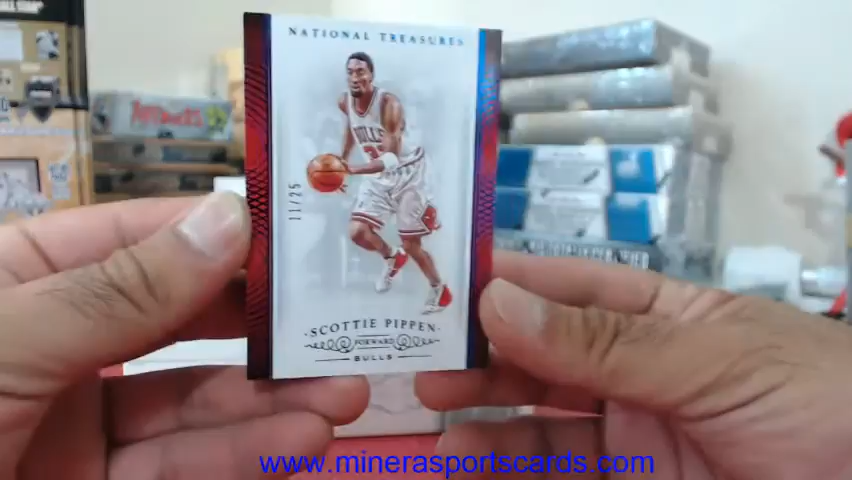 NATIONAL TREASURES
BULLS
11/25
·SCOTTIE PIPPEN·
FORWARD
BULLS
www.minerasportscards.com